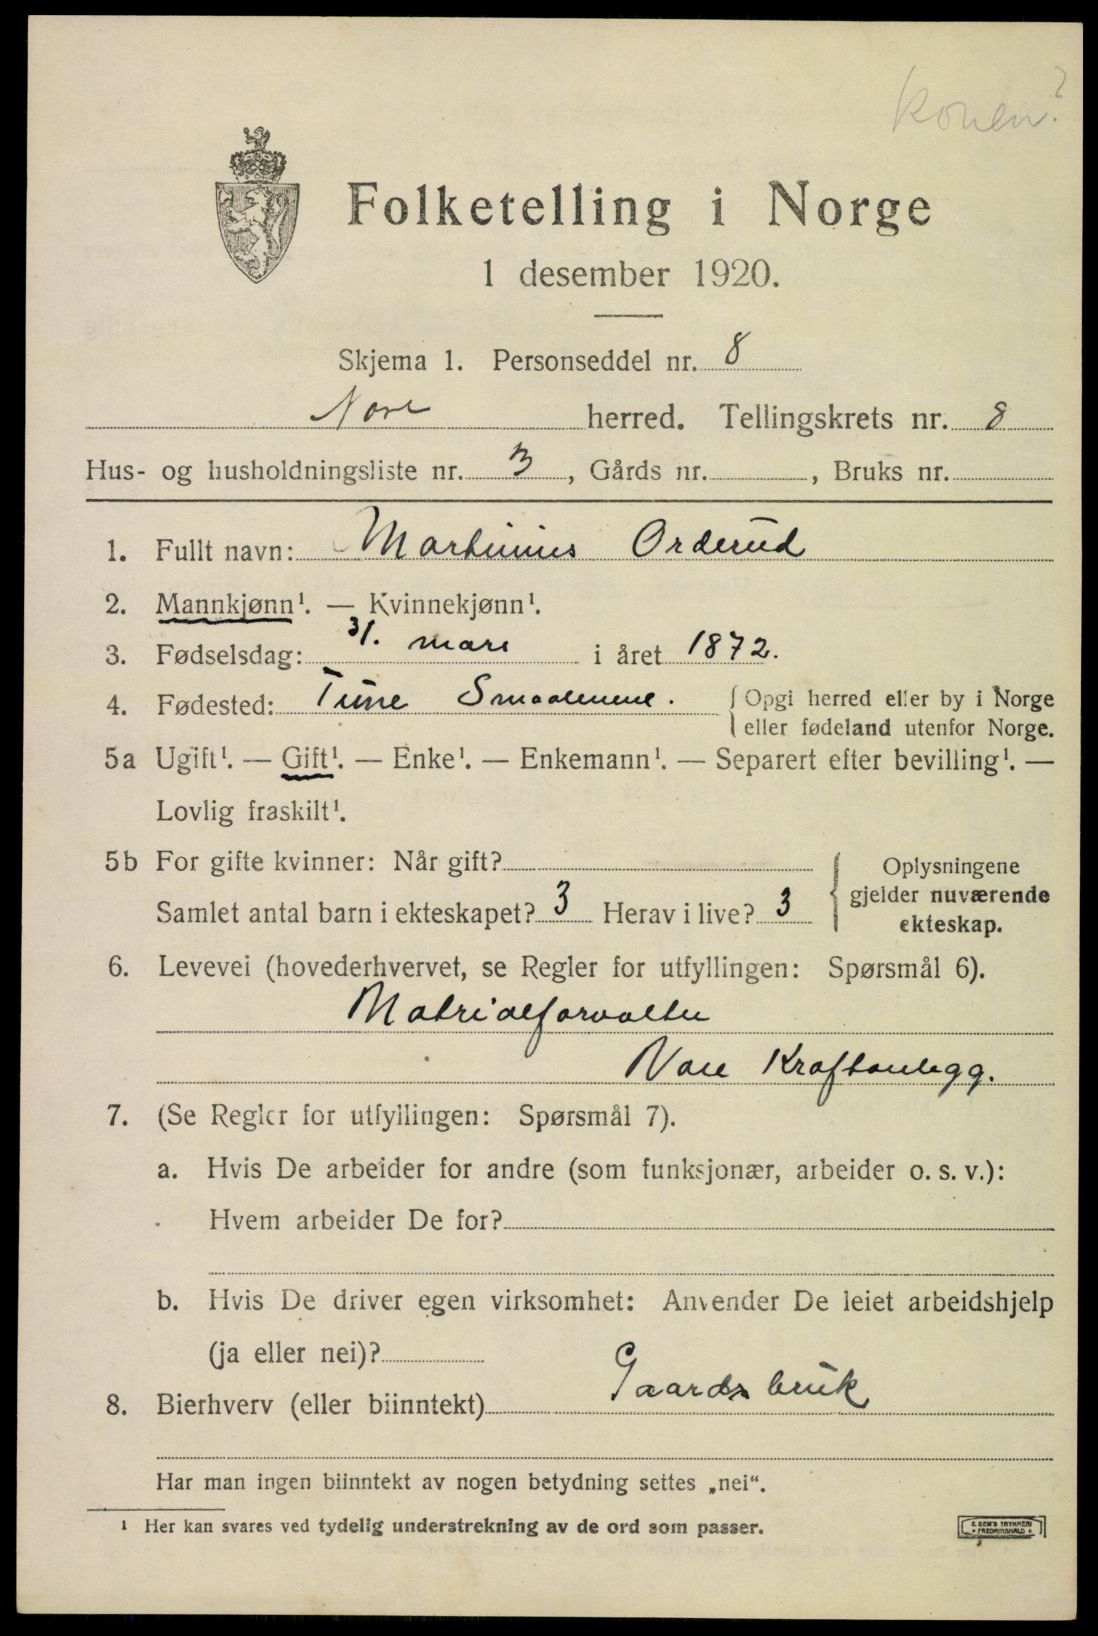 Konen?
Folketelling i Norge
1 desember 1920.
Skjema 1. Personseddel nr. 8
Nore herred. Tellingskrets nr. 8
Hus- og husholdningsliste nr. 3, Gårds nr. , Bruks nr.
1. Fullt navn: Marthinius Orderud
2. Mannkjønn¹. — Kvinnekjønn¹.
3. Fødselsdag: 31. mars i året 1872.
4. Fødested: Tune Smaalenene. { Opgi herred eller by i Norge
eller fødeland utenfor Norge.
5a Ugift¹. — Gift¹. — Enke¹. — Enkemann¹. — Separert efter bevilling¹. —
Lovlig fraskilt¹.
5b For gifte kvinner: Når gift? { Oplysningene
Samlet antal barn i ekteskapet? 3 Herav i live? 3 gjelder nuværende
ekteskap.
6. Levevei (hovederhvervet, se Regler for utfyllingen: Spørsmål 6).
Matrialforvalter
Nore Kraftanlegg.
7. (Se Regler for utfyllingen: Spørsmål 7).
a. Hvis De arbeider for andre (som funksjonær, arbeider o. s. v.):
Hvem arbeider De for?
b. Hvis De driver egen virksomhet: Anvender De leiet arbeidshjelp
(ja eller nei)?
8. Bierhverv (eller biinntekt) Gaardsbruk
Har man ingen biinntekt av nogen betydning settes „nei“.
¹ Her kan svares ved tydelig understrekning av de ord som passer.
E. SEM'S TRYKKERI
FREDRIKSHALD